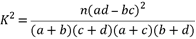 K² = n(ad − bc)² / (a + b)(c + d)(a + c)(b + d)